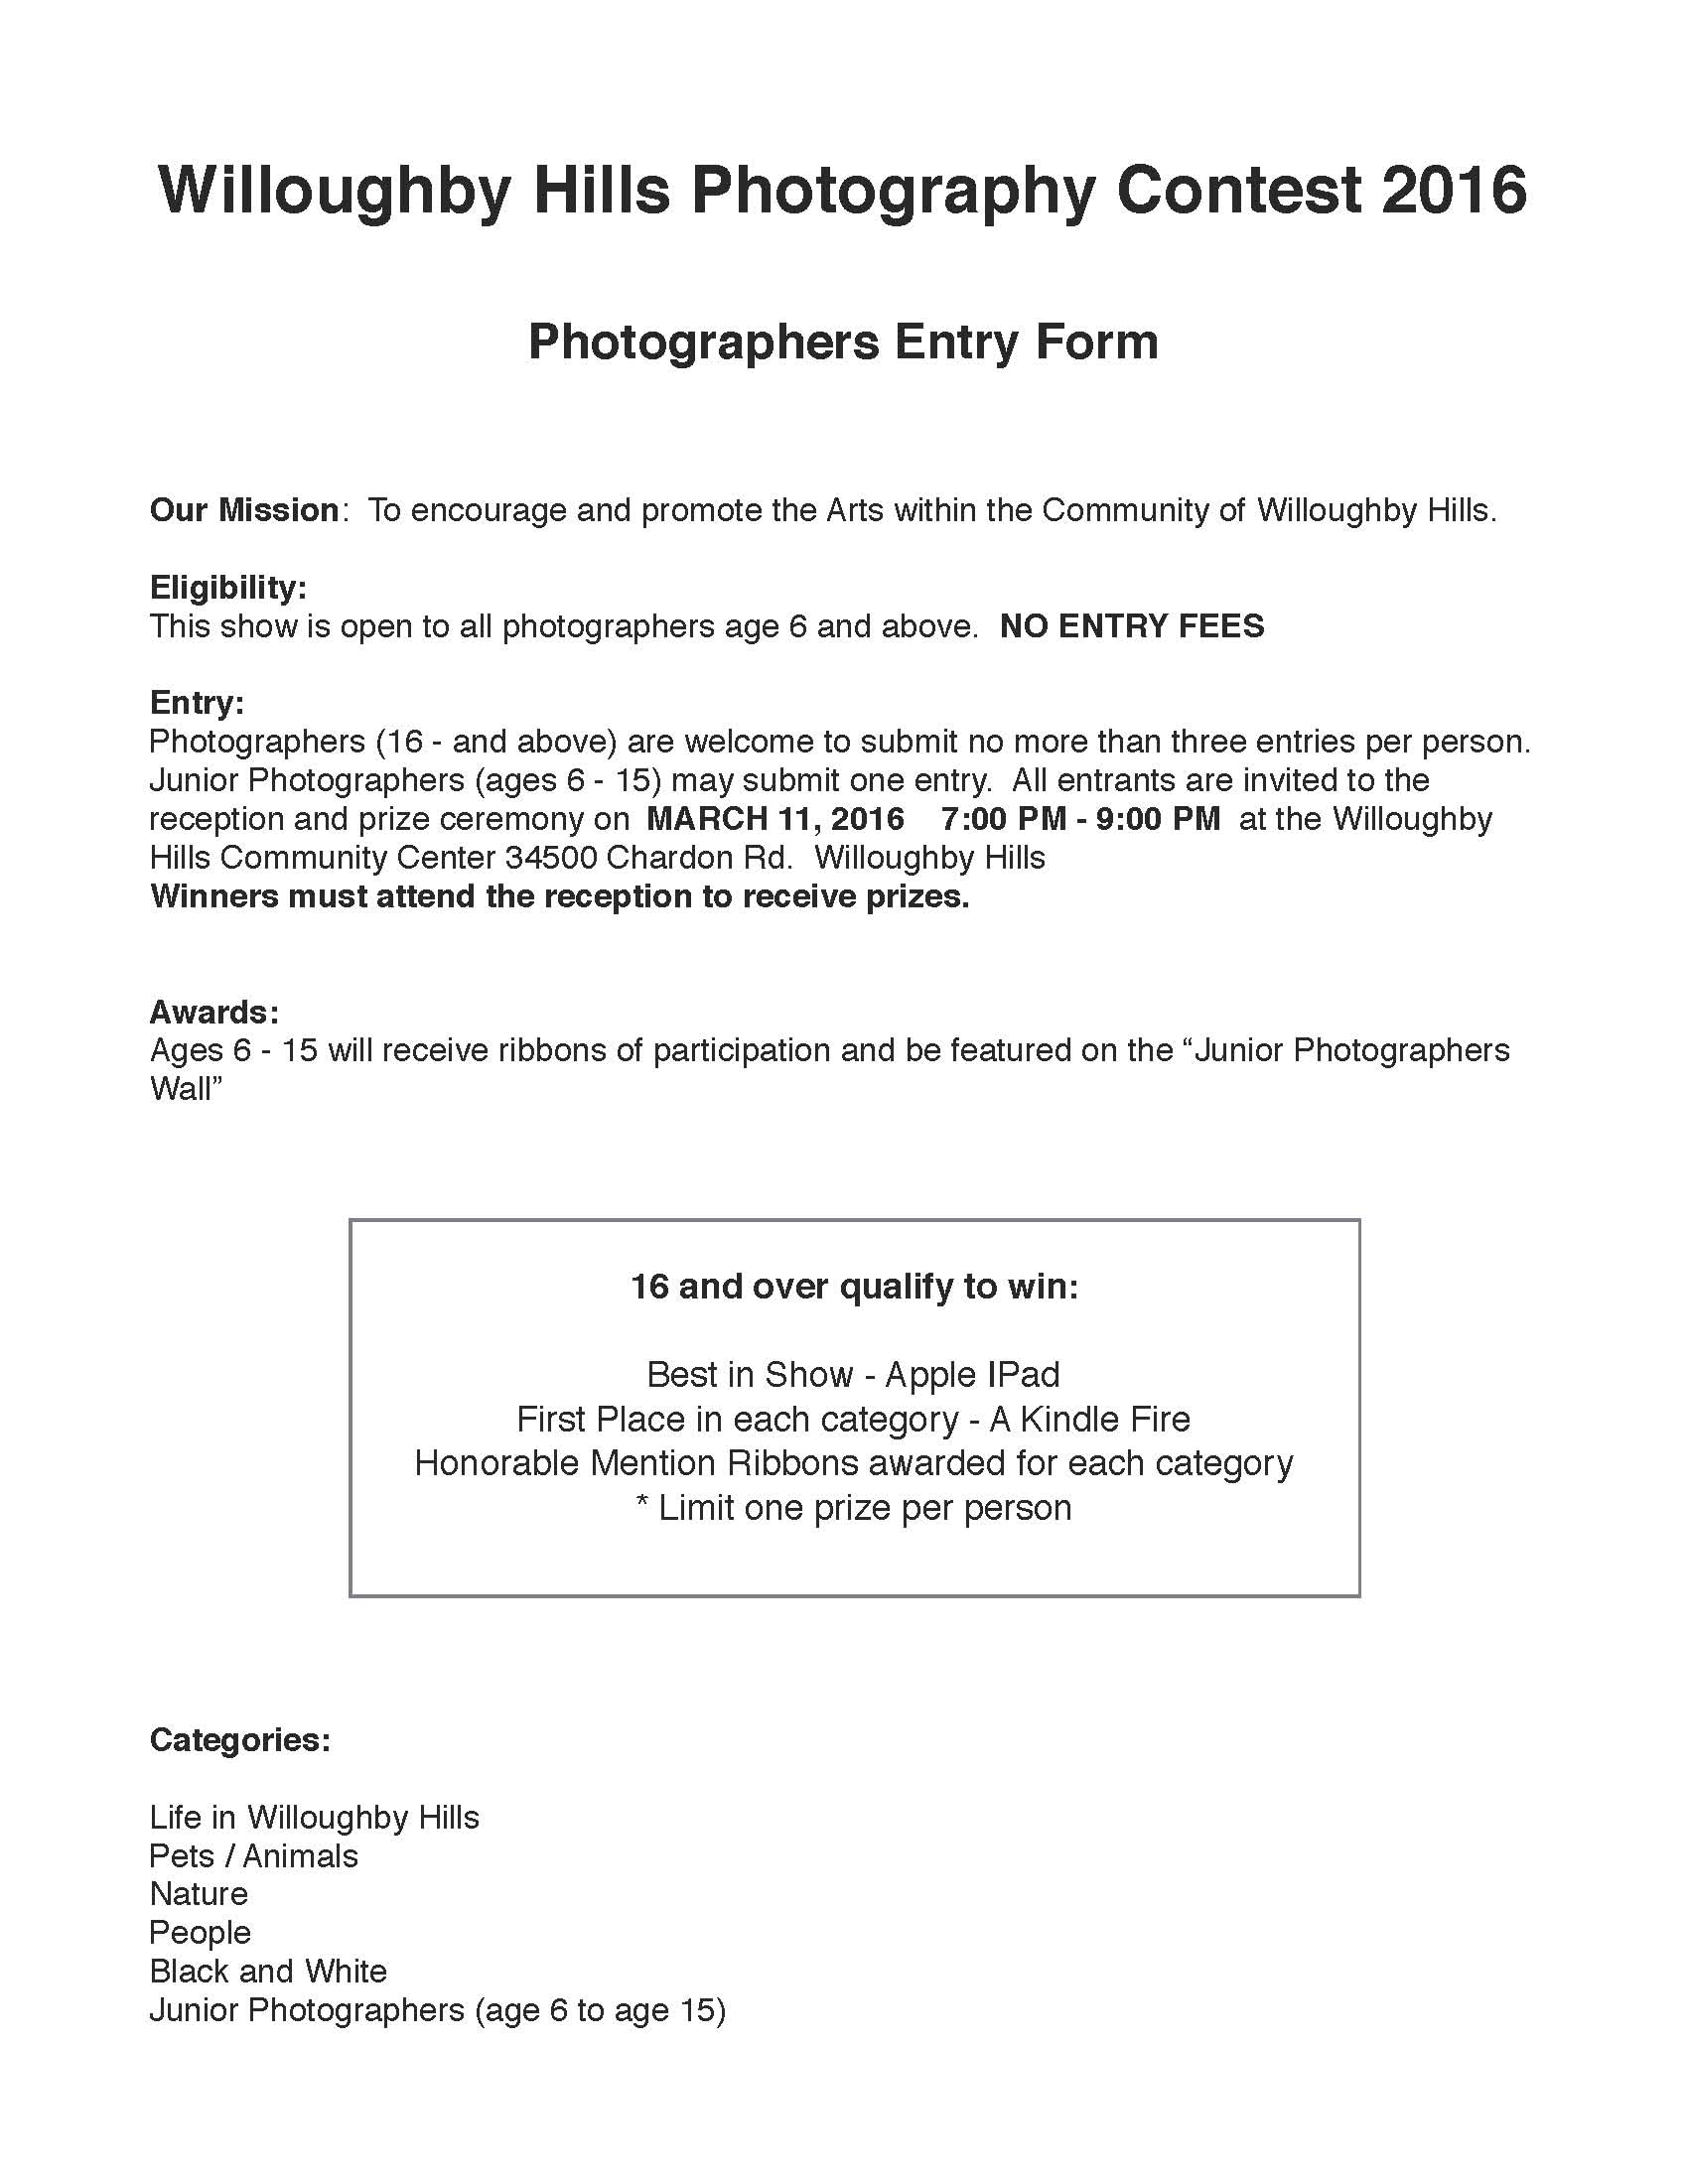 Willoughby Hills Photography Contest 2016
Photographers Entry Form
Our Mission:  To encourage and promote the Arts within the Community of Willoughby Hills.
Eligibility:
This show is open to all photographers age 6 and above.  NO ENTRY FEES
Entry:
Photographers (16 - and above) are welcome to submit no more than three entries per person.
Junior Photographers (ages 6 - 15) may submit one entry.  All entrants are invited to the
reception and prize ceremony on  MARCH 11, 2016    7:00 PM - 9:00 PM  at the Willoughby
Hills Community Center 34500 Chardon Rd.  Willoughby Hills
Winners must attend the reception to receive prizes.
Awards:
Ages 6 - 15 will receive ribbons of participation and be featured on the “Junior Photographers
Wall”
16 and over qualify to win:
Best in Show - Apple IPad
First Place in each category - A Kindle Fire
Honorable Mention Ribbons awarded for each category
* Limit one prize per person
Categories:
Life in Willoughby Hills
Pets / Animals
Nature
People
Black and White
Junior Photographers (age 6 to age 15)